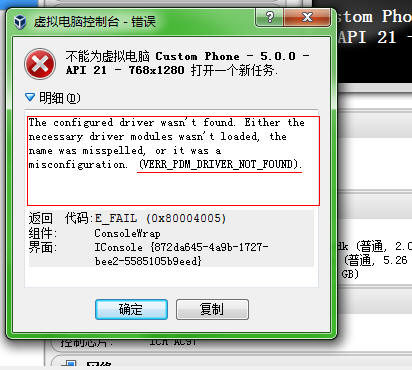 虚拟电脑控制台 - 错误
不能为虚拟电脑 Custom Phone - 5.0.0 -
API 21 - 768x1280 打开一个新任务.
明细(D)
The configured driver wasn't found. Either the
necessary driver modules wasn't loaded, the
name was misspelled, or it was a
misconfiguration. (VERR_PDM_DRIVER_NOT_FOUND).
返回 代码:E_FAIL (0x80004005)
组件: ConsoleWrap
界面: IConsole {872da645-4a9b-1727-
bee2-5585105b9eed}
确定 复制
stom Phone
API 21 -
(普通, 2.0
(普通, 5.26
GB)
控制芯片: ICH AC97
网络